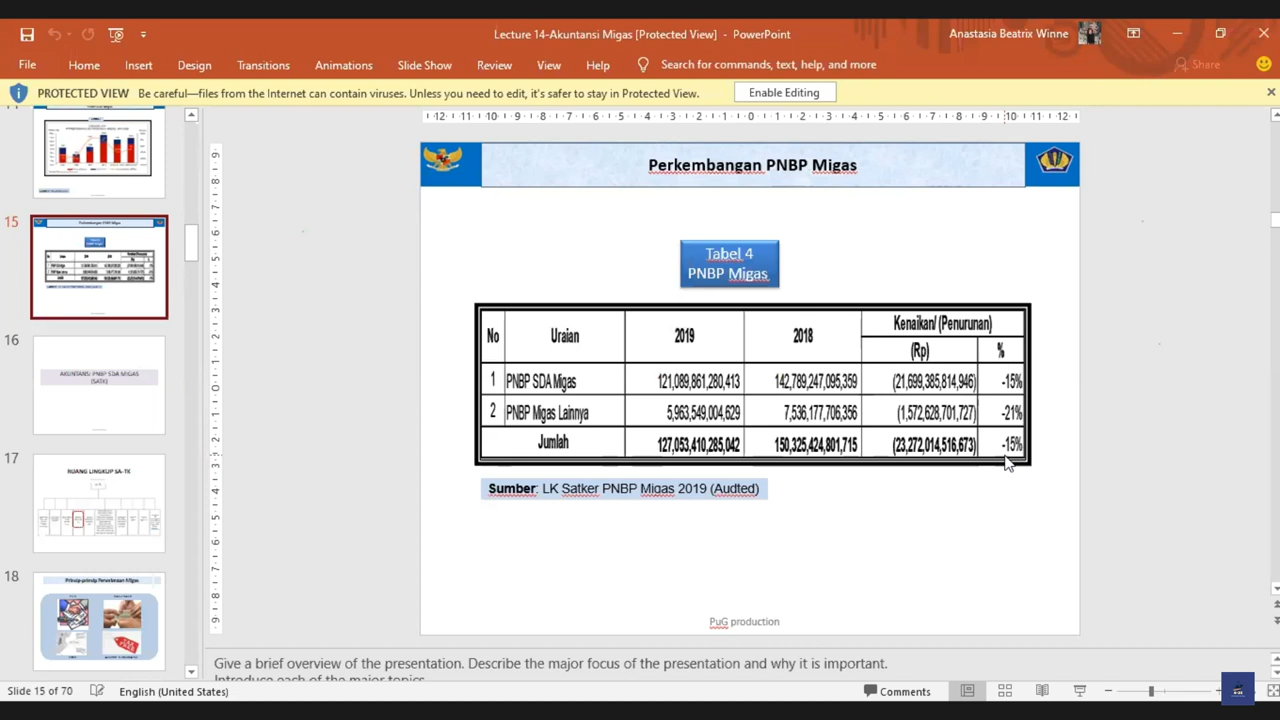 Lecture 14-Akuntansi Migas [Protected View] - PowerPoint
Anastasia Beatrix Winne
File Home Insert Design Transitions Animations Slide Show Review View Help Search for commands, text, help, and more Share
PROTECTED VIEW Be careful—files from the Internet can contain viruses. Unless you need to edit, it's safer to stay in Protected View. Enable Editing
15
16
AKUNTANSI PNBP SDA MIGAS
(SATK)
17
RUANG LINGKUP SA-TK
18
Perkembangan PNBP Migas
Tabel 4
PNBP Migas
No Uraian 2019 2018 Kenaikan/ (Penurunan)
(Rp) %
1 PNBP SDA Migas 121,089,861,280,413 142,789,247,095,359 (21,699,385,814,946) -15%
2 PNBP Migas Lainnya 5,963,549,004,629 7,536,177,706,356 (1,572,628,701,727) -21%
Jumlah 127,053,410,285,042 150,325,424,801,715 (23,272,014,516,673) -15%
Sumber: LK Satker PNBP Migas 2019 (Audted)
PuG production
Give a brief overview of the presentation. Describe the major focus of the presentation and why it is important.
Introduce each of the major topics.
Slide 15 of 70 English (United States) Comments